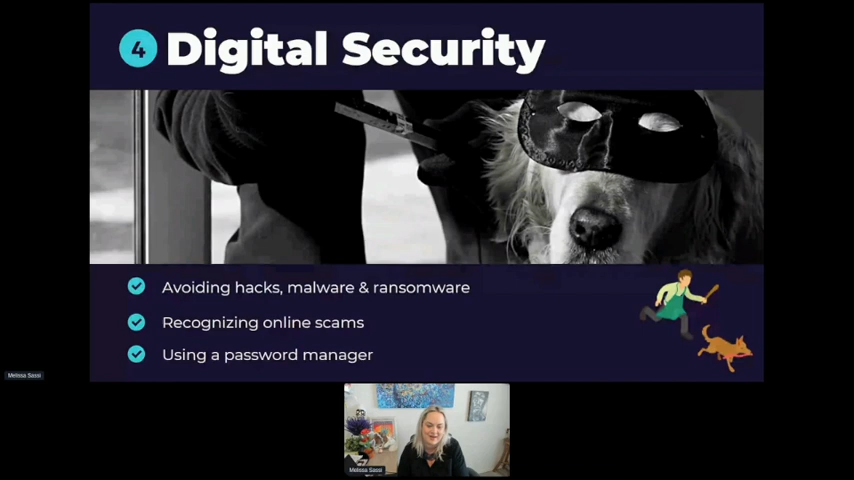 4 Digital Security
Avoiding hacks, malware & ransomware
Recognizing online scams
Using a password manager
Melissa Sassi
Melissa Sassi